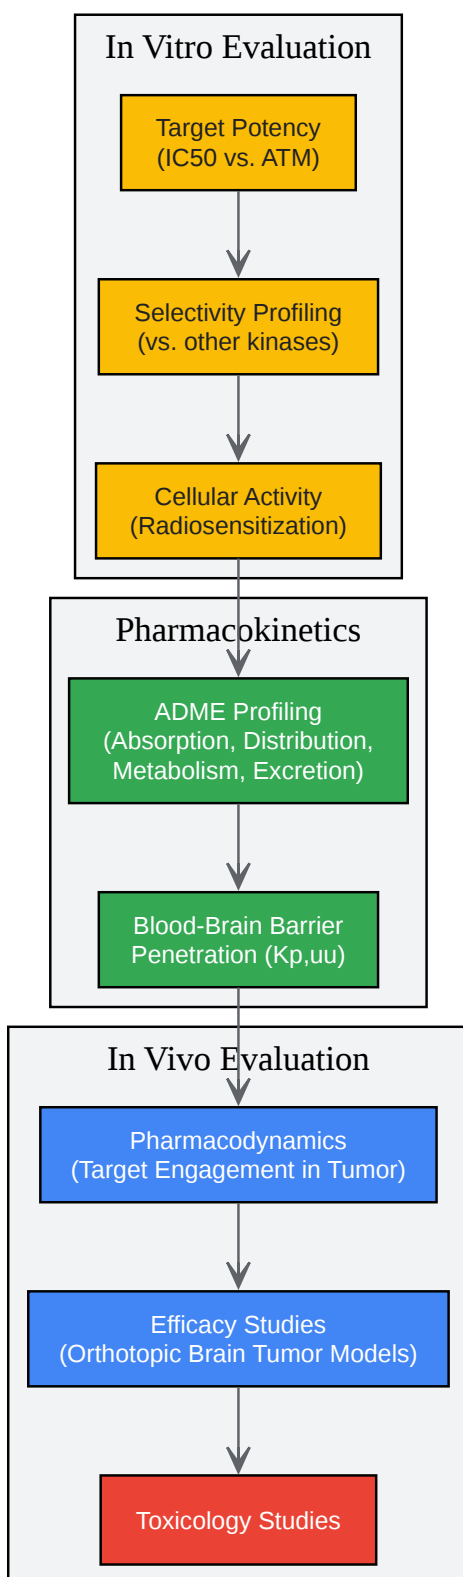 In Vitro Evaluation
Target Potency
(IC50 vs. ATM)
Selectivity Profiling
(vs. other kinases)
Cellular Activity
(Radiosensitization)
Pharmacokinetics
ADME Profiling
(Absorption, Distribution,
Metabolism, Excretion)
Blood-Brain Barrier
Penetration (Kp,uu)
In Vivo Evaluation
Pharmacodynamics
(Target Engagement in Tumor)
Efficacy Studies
(Orthotopic Brain Tumor Models)
Toxicology Studies